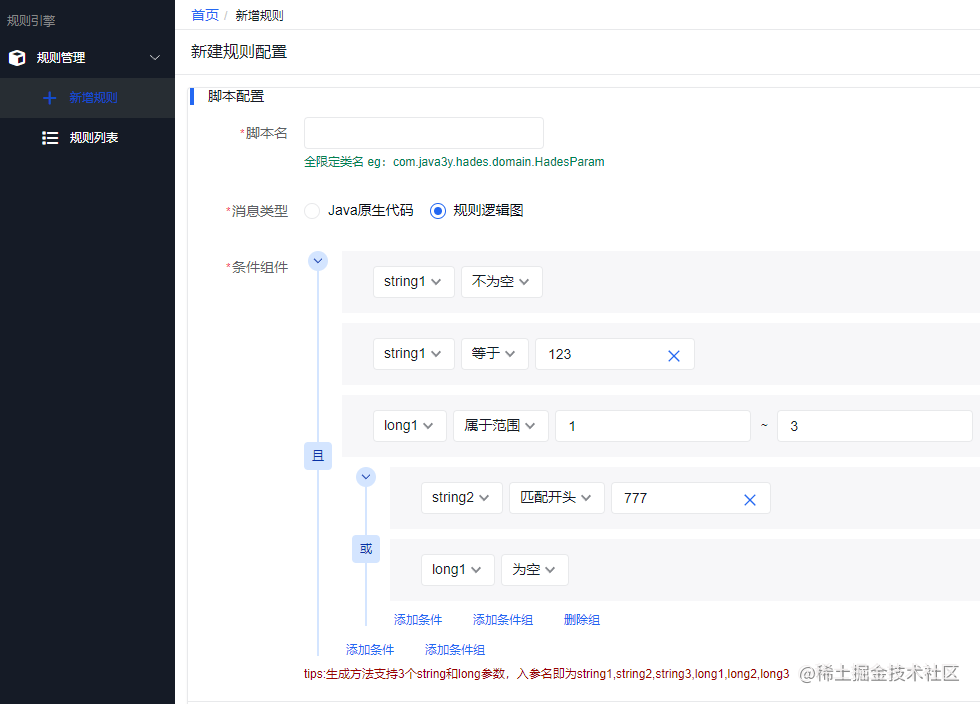 规则引擎
规则管理
新增规则
规则列表
首页 / 新增规则
新建规则配置
脚本配置
*脚本名
全限定类名 eg：com.java3y.hades.domain.HadesParam
*消息类型 Java原生代码 规则逻辑图
*条件组件
string1 不为空
string1 等于 123
long1 属于范围 1 ~ 3
且
string2 匹配开头 777
或
long1 为空
添加条件 添加条件组 删除组
添加条件 添加条件组
tips:生成方法支持3个string和long参数，入参名即为string1,string2,string3,long1,long2,long3
@稀土掘金技术社区